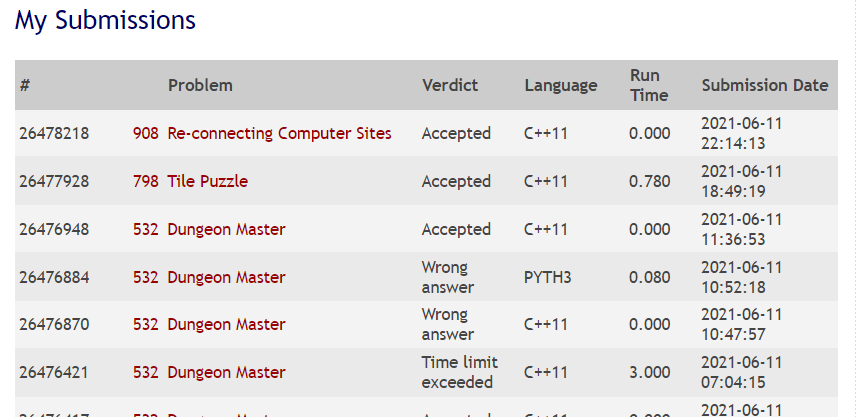 My Submissions
# Problem Verdict Language Run Time Submission Date
26478218 908 Re-connecting Computer Sites Accepted C++11 0.000 2021-06-11 22:14:13
26477928 798 Tile Puzzle Accepted C++11 0.780 2021-06-11 18:49:19
26476948 532 Dungeon Master Accepted C++11 0.000 2021-06-11 11:36:53
26476884 532 Dungeon Master Wrong answer PYTH3 0.080 2021-06-11 10:52:18
26476870 532 Dungeon Master Wrong answer C++11 0.000 2021-06-11 10:47:57
26476421 532 Dungeon Master Time limit exceeded C++11 3.000 2021-06-11 07:04:15
2021-06-11